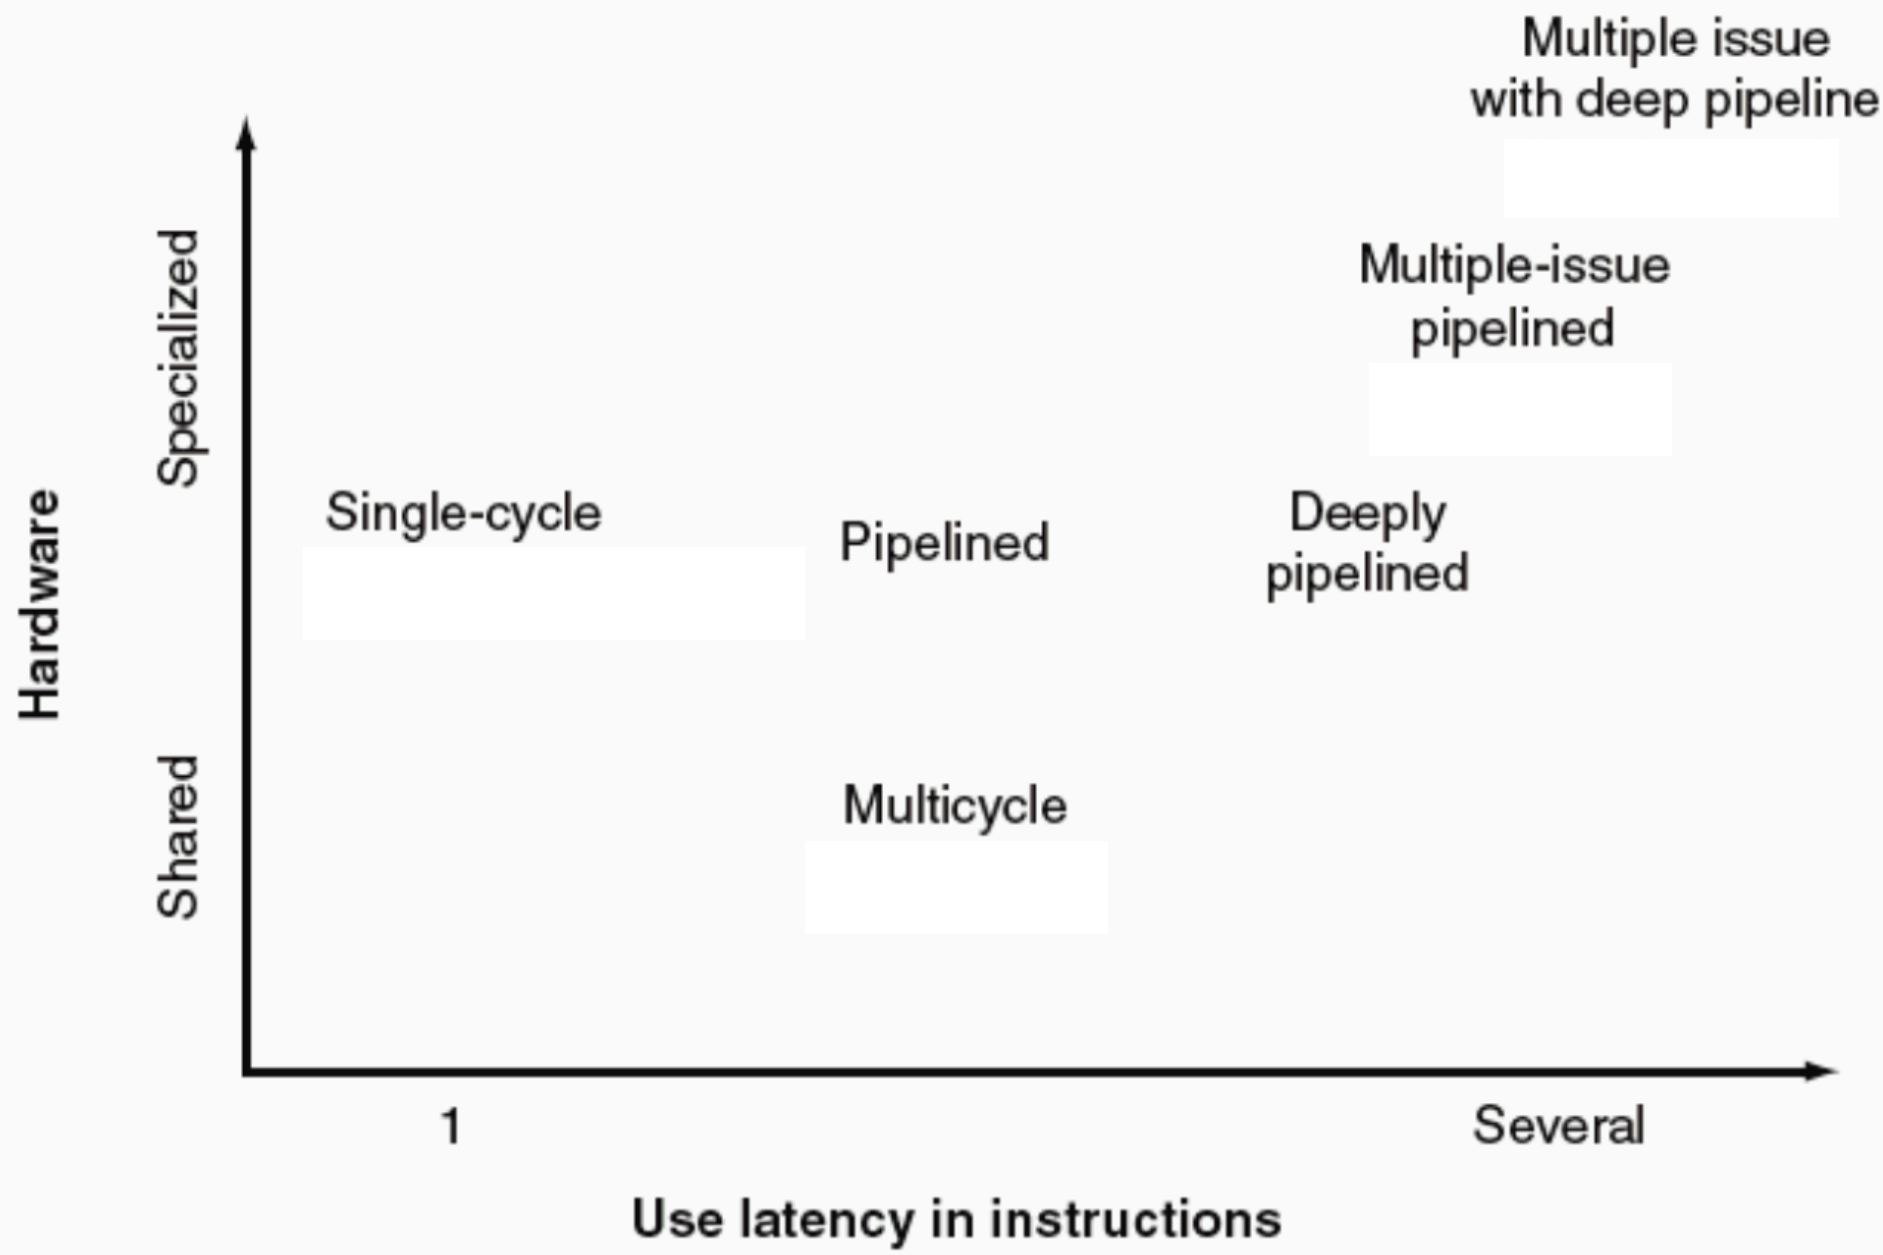 Multiple issue
with deep pipeline
Multiple-issue
pipelined
Specialized
Single-cycle
Pipelined
Deeply
pipelined
Hardware
Shared
Multicycle
1
Several
Use latency in instructions